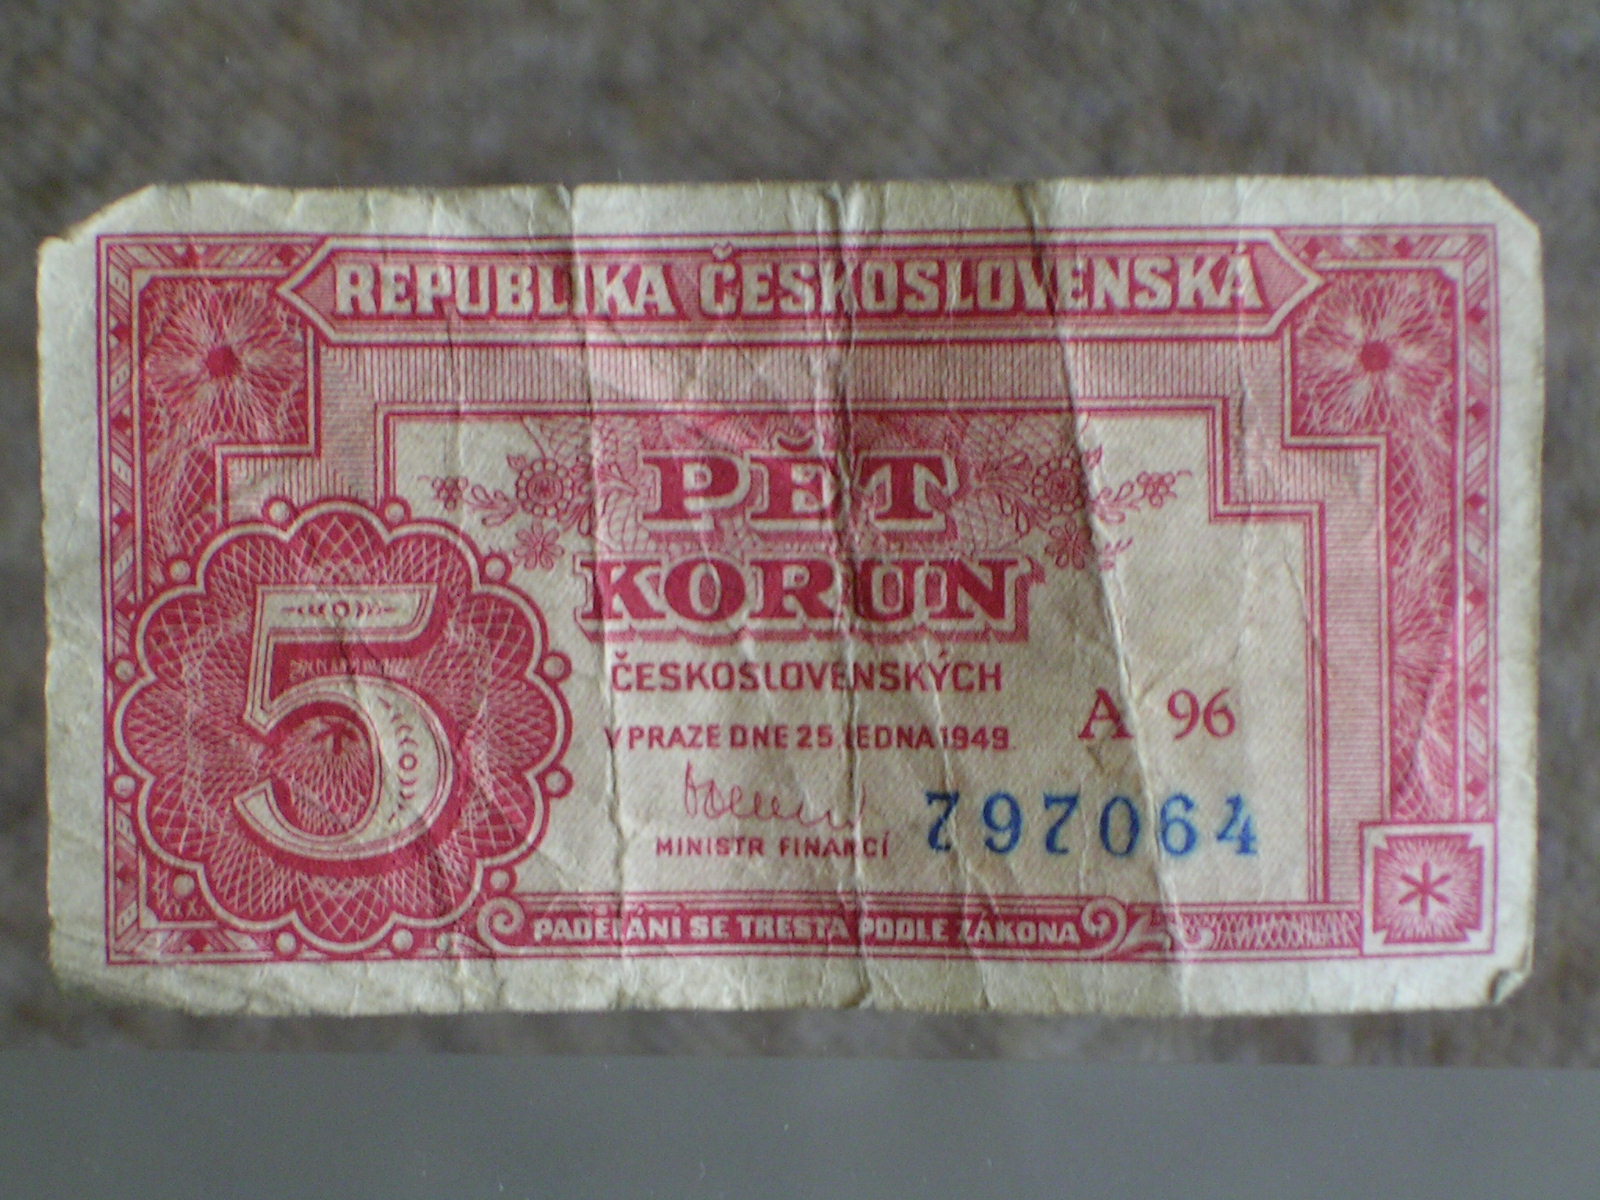 REPUBLIKA ČESKOSLOVENSKÁ
PĚT
KORUN
5
ČESKOSLOVENSKÝCH
V PRAZE DNE 25. LEDNA 1949.
A 96
797064
MINISTR FINANCÍ
PADĚLÁNÍ SE TRESTÁ PODLE ZÁKONA